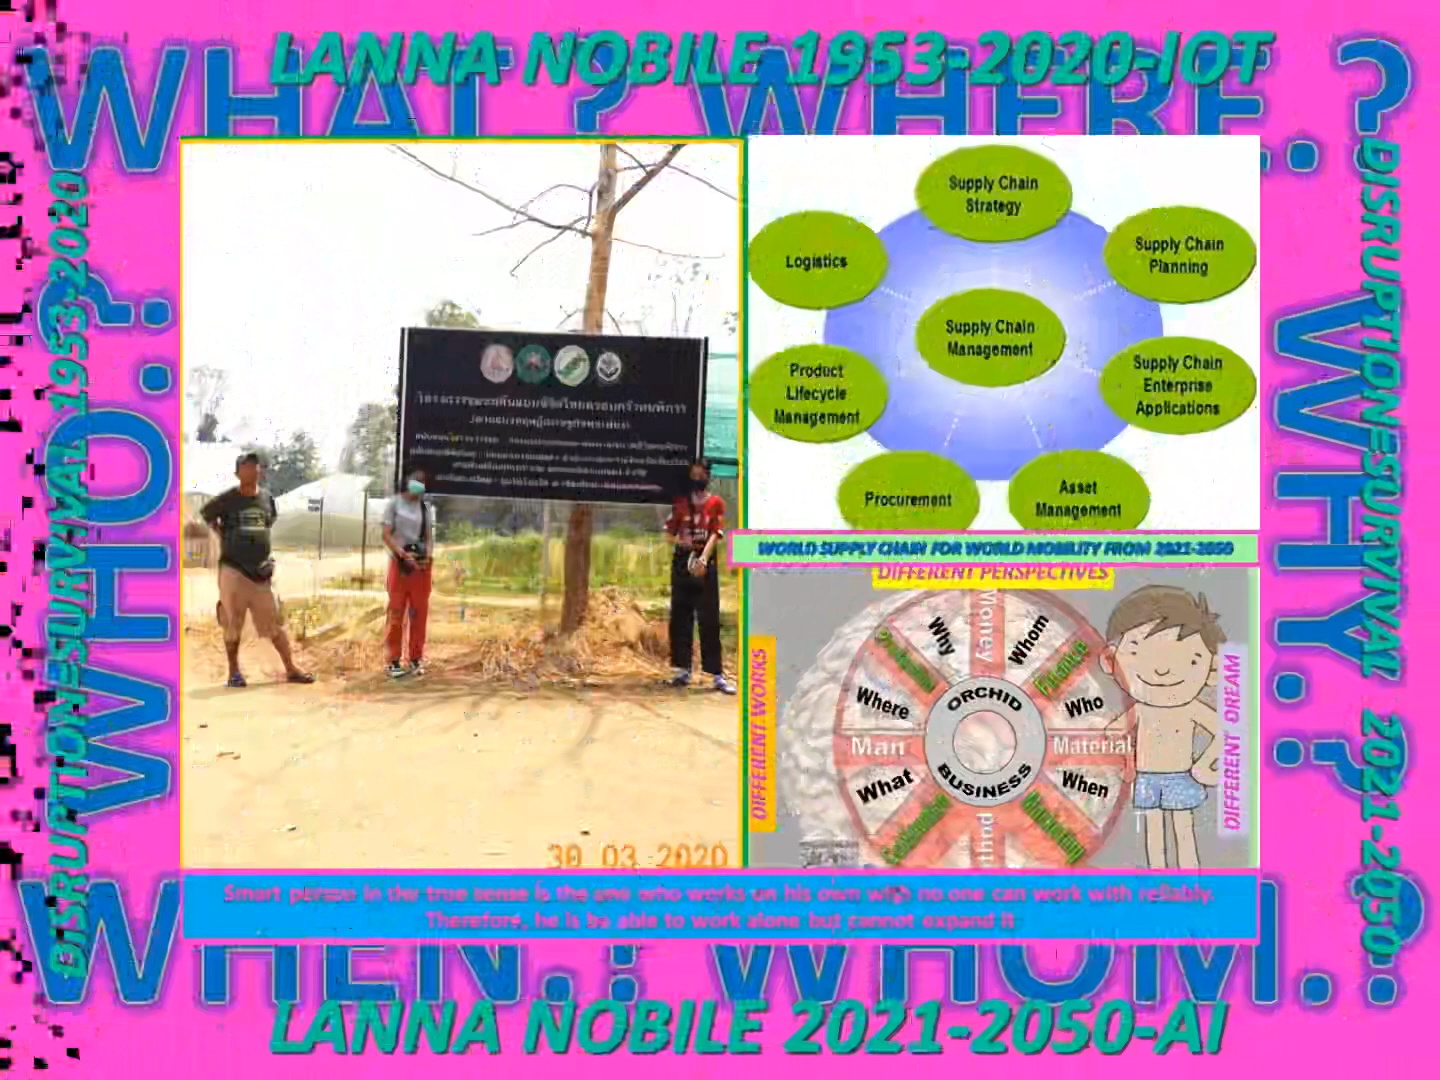 LANNA NOBILE 1953-2020-IOT
WHAT ? WHERE. ?
WHO.?
DISRUPTIONESURVIVAL 1953-2020
Supply Chain
Strategy
Logistics
Supply Chain
Planning
Supply Chain
Management
Product
Lifecycle
Management
Supply Chain
Enterprise
Applications
Procurement
Asset
Management
WORLD SUPPLY CHAIN FOR WORLD MOBILITY FROM 2021-2050
DIFFERENT PERSPECTIVES
DIFFERENT WORKS
Why
Money
Whom
Where
Who
ORCHID
BUSINESS
Man
Material
What
When
DIFFERENT DREAM
30 03 2020
Smart person in the true sense is the one who works on his own with no one can work with reliably.
Therefore, he is be able to work alone but cannot expand it
WHY.?
DISRUPTIONESURVIVAL 2021-2050
WHEN.? WHOM.?
LANNA NOBILE 2021-2050-AI